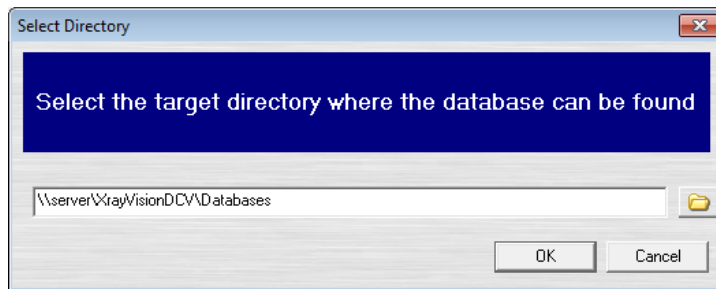 Select Directory
Select the target directory where the database can be found
\\server\XrayVisionDCV\Databases
OK
Cancel